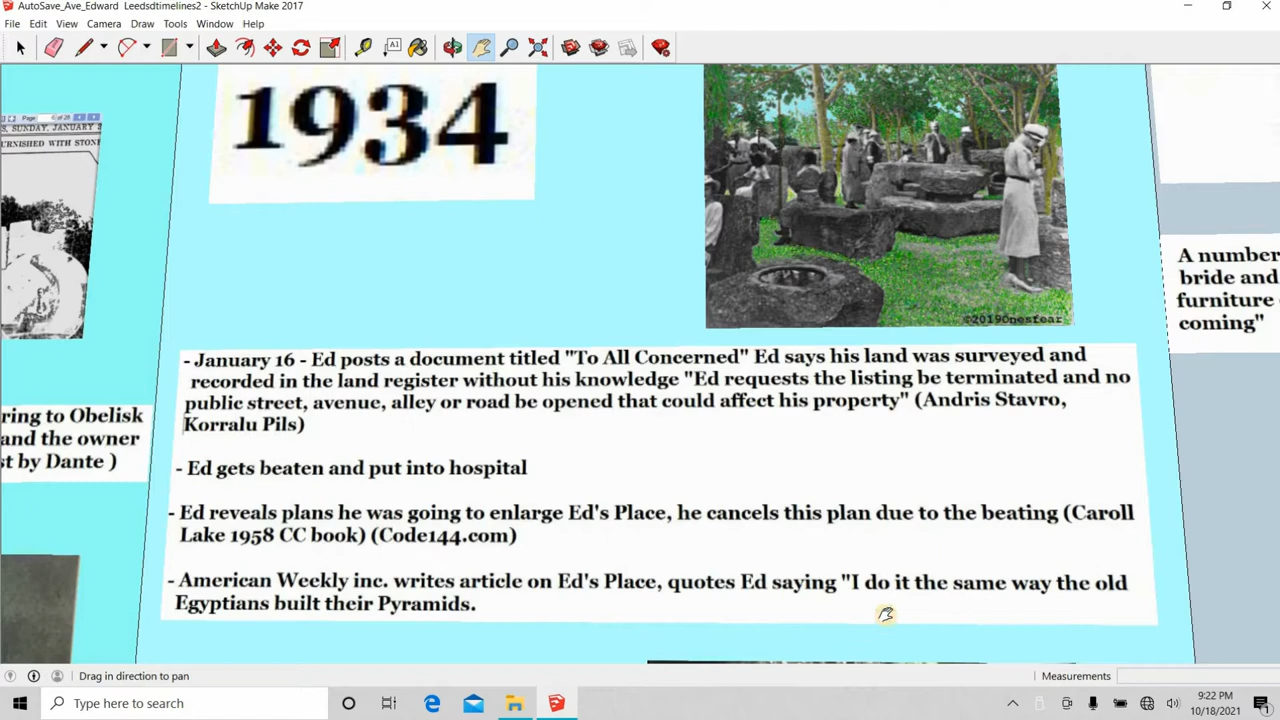 AutoSave_Ave_Edward Leedsdtimelines2 - SketchUp Make 2017
File Edit View Camera Draw Tools Window Help
A1
1934
Page 6 of 28
S, SUNDAY, JANUARY
URNISHED WITH STONE
©2019Onesfear
A number
bride and
furniture
coming"
- January 16 - Ed posts a document titled "To All Concerned" Ed says his land was surveyed and
recorded in the land register without his knowledge "Ed requests the listing be terminated and no
public street, avenue, alley or road be opened that could affect his property" (Andris Stavro,
Korralu Pils)
- Ed gets beaten and put into hospital
- Ed reveals plans he was going to enlarge Ed's Place, he cancels this plan due to the beating (Caroll
Lake 1958 CC book) (Code144.com)
- American Weekly inc. writes article on Ed's Place, quotes Ed saying "I do it the same way the old
Egyptians built their Pyramids.
ring to Obelisk
and the owner
st by Dante )
Drag in direction to pan
Measurements
Type here to search
9:22 PM
10/18/2021